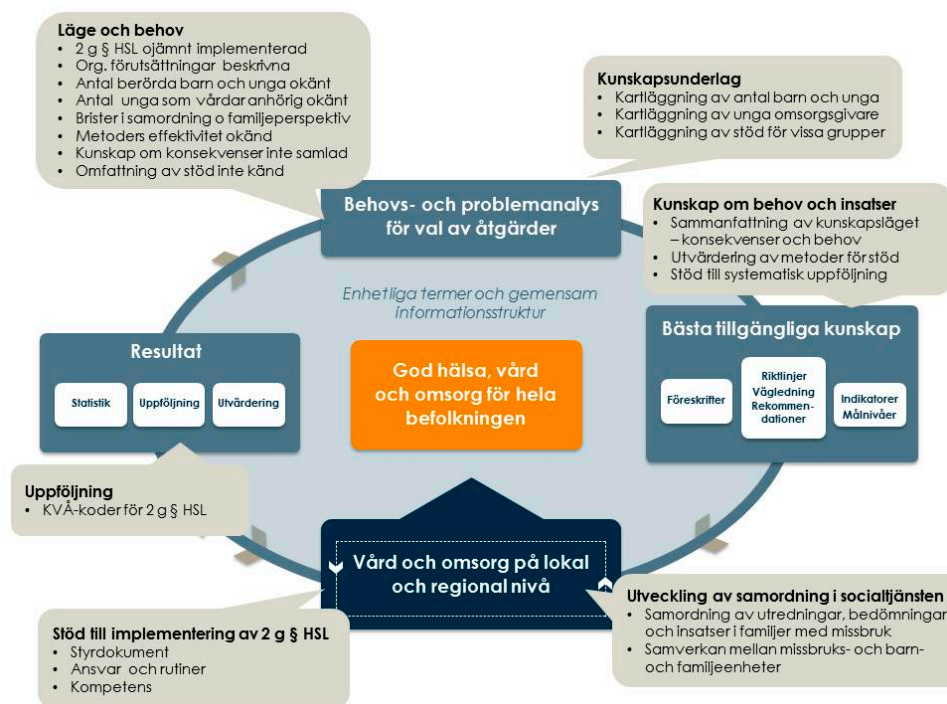 Läge och behov
• 2 g § HSL ojämnt implementerad
• Org. förutsättningar beskrivna
• Antal berörda barn och unga okänt
• Antal unga som vårdar anhörig okänt
• Brister i samordning o familjeperspektiv
• Metoders effektivitet okänd
• Kunskap om konsekvenser inte samlad
• Omfattning av stöd inte känd
Kunskapsunderlag
• Kartläggning av antal barn och unga
• Kartläggning av unga omsorgsgivare
• Kartläggning av stöd för vissa grupper
Behovs- och problemanalys
för val av åtgärder
Kunskap om behov och insatser
• Sammanfattning av kunskapsläget
– konsekvenser och behov
• Utvärdering av metoder för stöd
• Stöd till systematisk uppföljning
Enhetliga termer och gemensam
informationsstruktur
Resultat
Statistik
Uppföljning
Utvärdering
God hälsa, vård
och omsorg för hela
befolkningen
Bästa tillgängliga kunskap
Föreskrifter
Riktlinjer
Vägledning
Rekommen-
dationer
Indikatorer
Målnivåer
Uppföljning
• KVÅ-koder för 2 g § HSL
Vård och omsorg på lokal
och regional nivå
Stöd till implementering av 2 g § HSL
• Styrdokument
• Ansvar och rutiner
• Kompetens
Utveckling av samordning i socialtjänsten
• Samordning av utredningar, bedömningar
och insatser i familjer med missbruk
• Samverkan mellan missbruks- och barn-
och familjeenheter